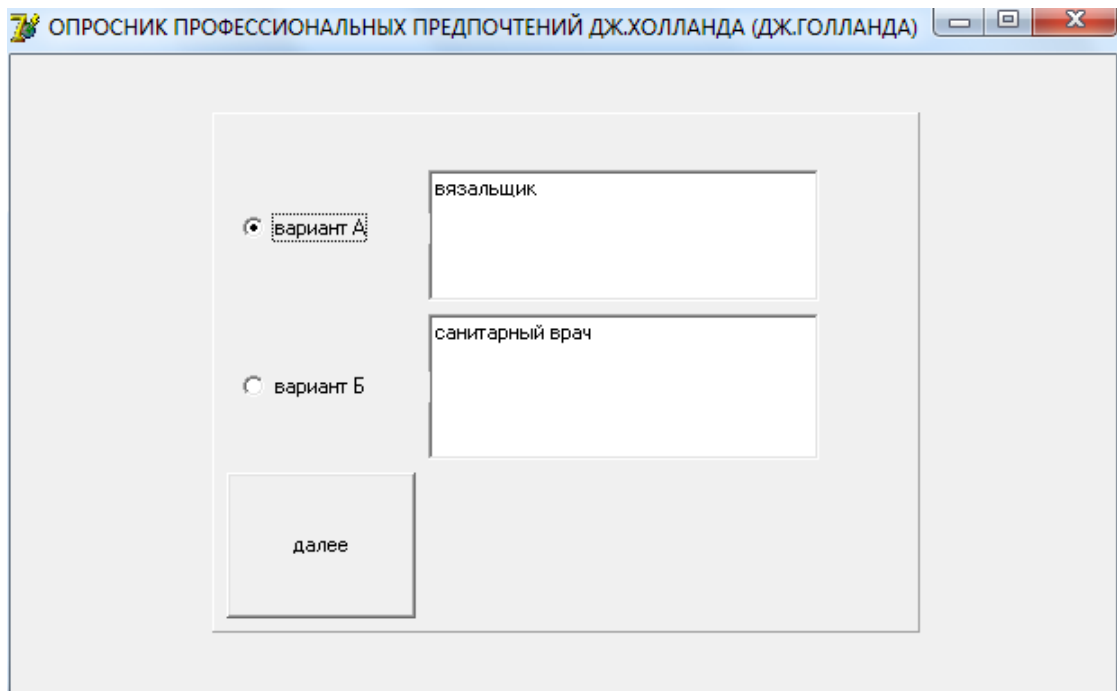 ОПРОСНИК ПРОФЕССИОНАЛЬНЫХ ПРЕДПОЧТЕНИЙ ДЖ.ХОЛЛАНДА (ДЖ.ГОЛЛАНДА)
вязальщик
вариант А
санитарный врач
вариант Б
далее